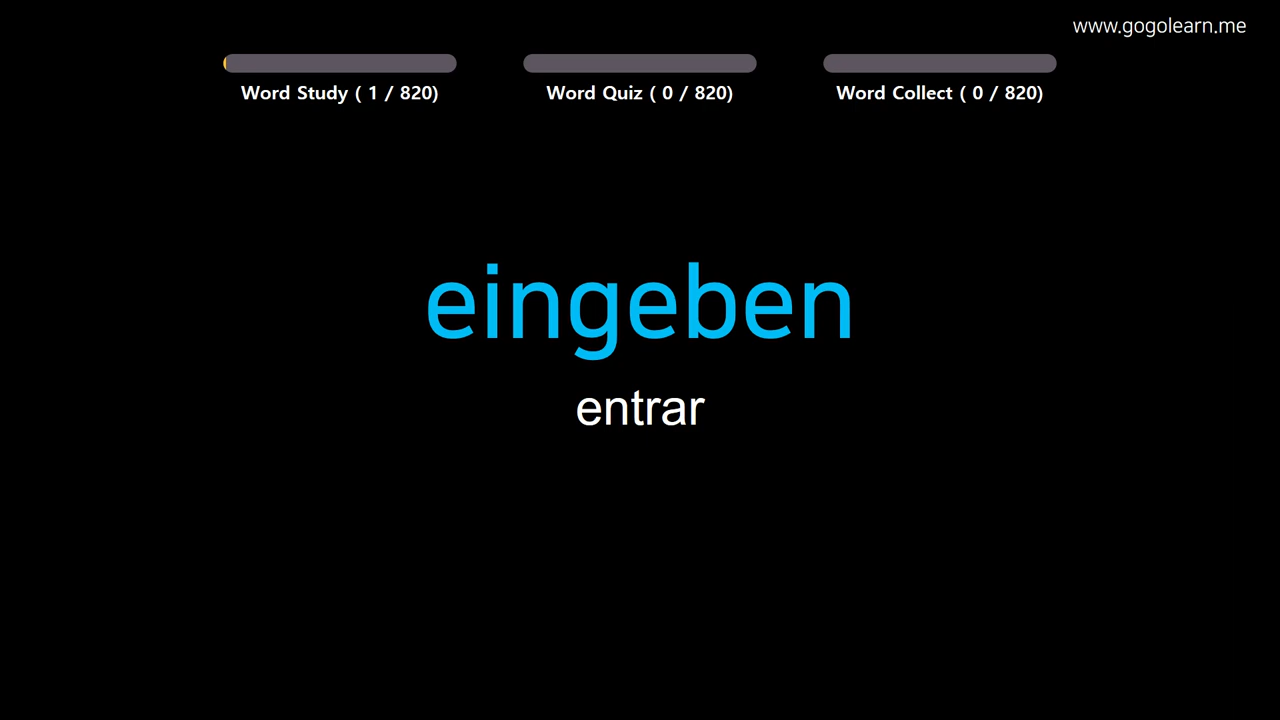 www.gogolearn.me
Word Study ( 1 / 820)
Word Quiz ( 0 / 820)
Word Collect ( 0 / 820)
eingeben
entrar